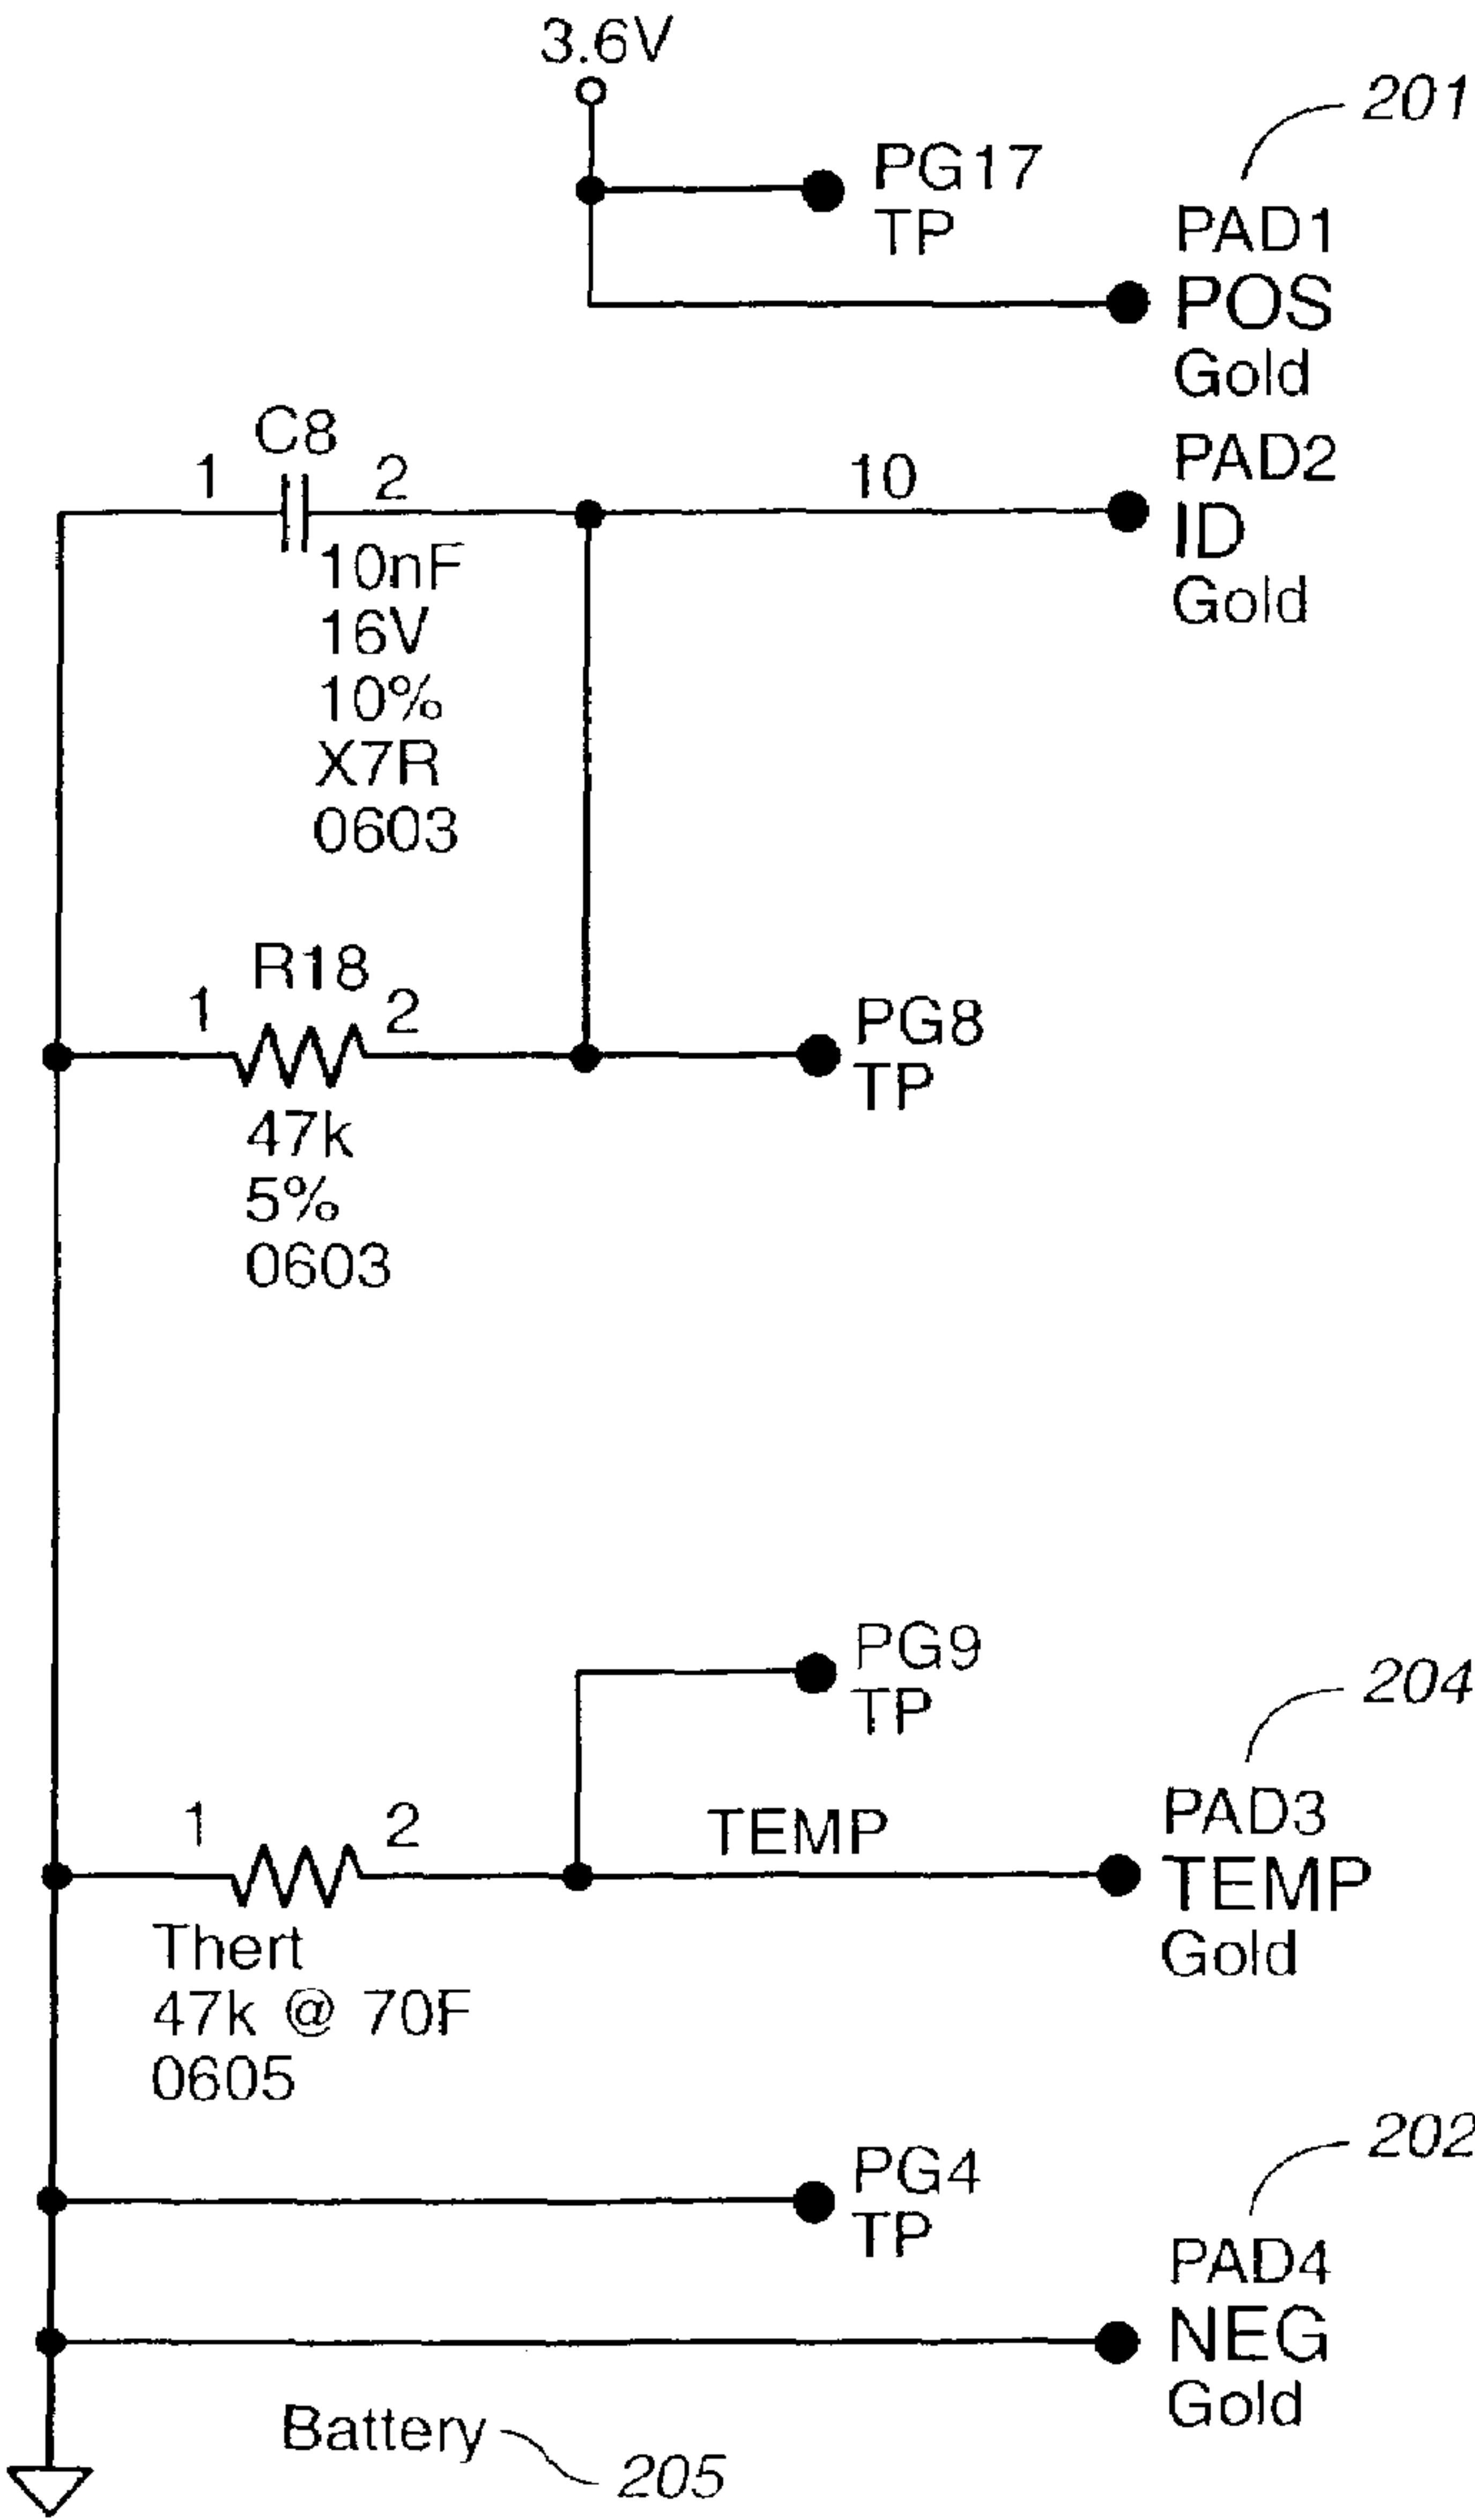 3.6V
201
PG17
TP
PAD1
POS
Gold
C8
1
2
10
PAD2
ID
Gold
10nF
16V
10%
X7R
0603
R18
1
2
PG8
TP
47k
5%
0603
PG9
TP
204
1
2
TEMP
PAD3
TEMP
Gold
Thert
47k @ 70F
0605
202
PG4
TP
PAD4
NEG
Gold
Battery
205